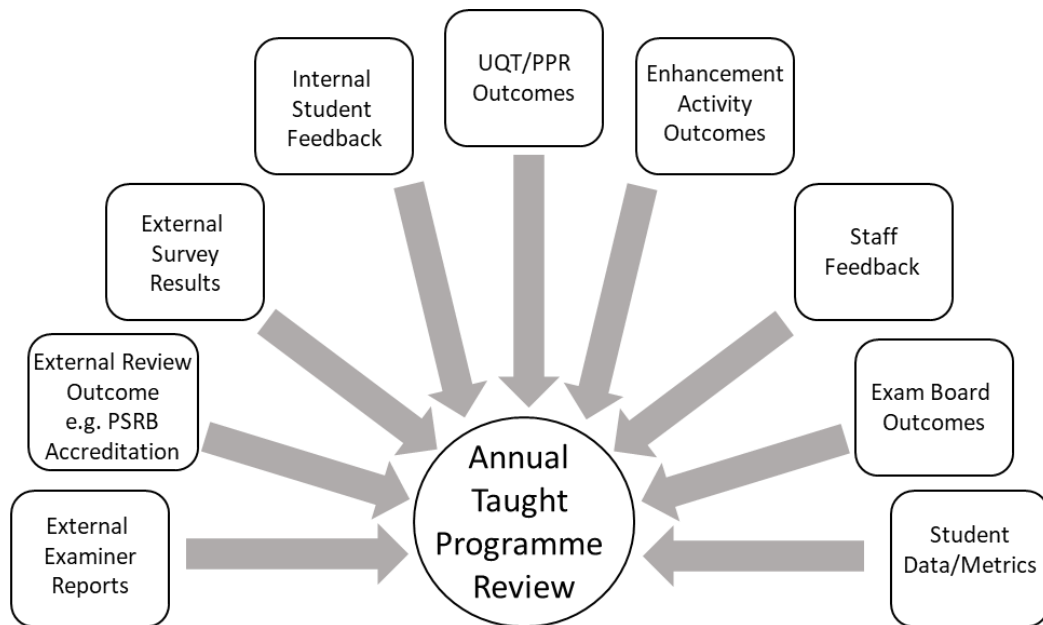 UQT/PPR
Outcomes
Internal
Student
Feedback
Enhancement
Activity
Outcomes
External
Survey
Results
Staff
Feedback
External Review
Outcome
e.g. PSRB
Accreditation
Exam Board
Outcomes
Annual
Taught
Programme
Review
External
Examiner
Reports
Student
Data/Metrics